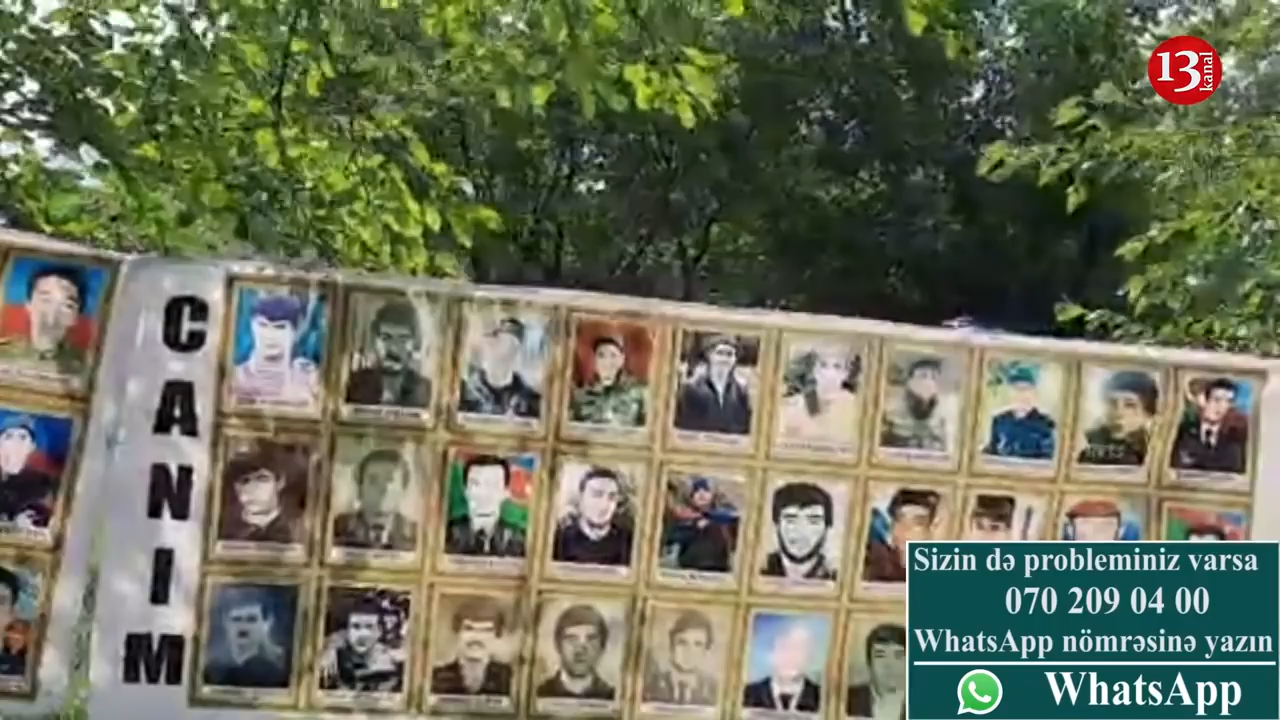 13
kanal
CANIM
Sizin də probleminiz varsa
070 209 04 00
WhatsApp nömrəsinə yazın
WhatsApp